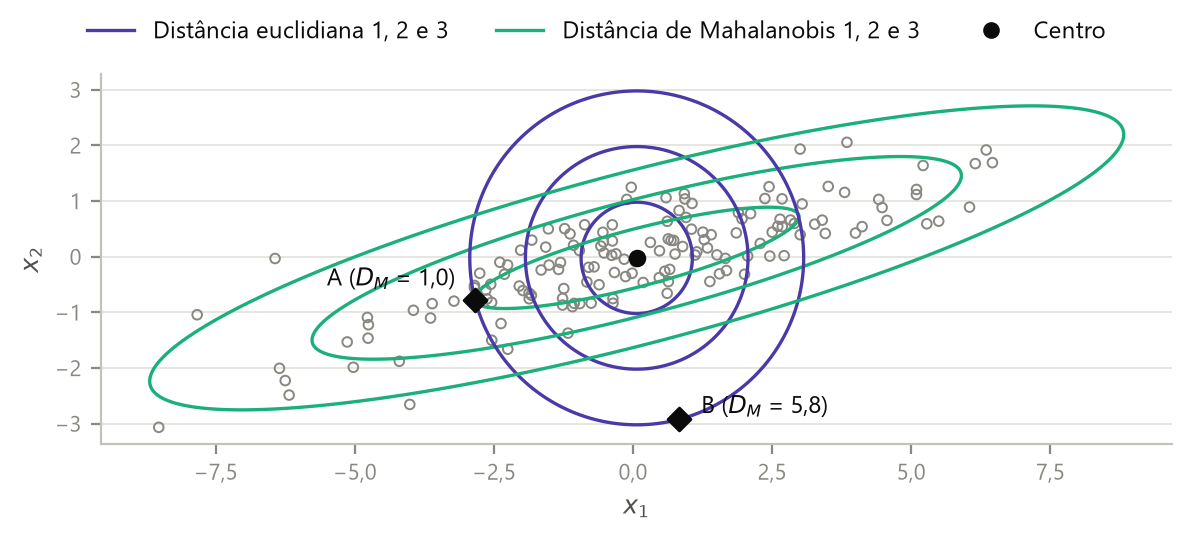 Distância euclidiana 1, 2 e 3 Distância de Mahalanobis 1, 2 e 3 Centro
3
2
1
0
−1
−2
−3
x₂
A (D_M = 1,0)
B (D_M = 5,8)
−7,5 −5,0 −2,5 0,0 2,5 5,0 7,5
x₁